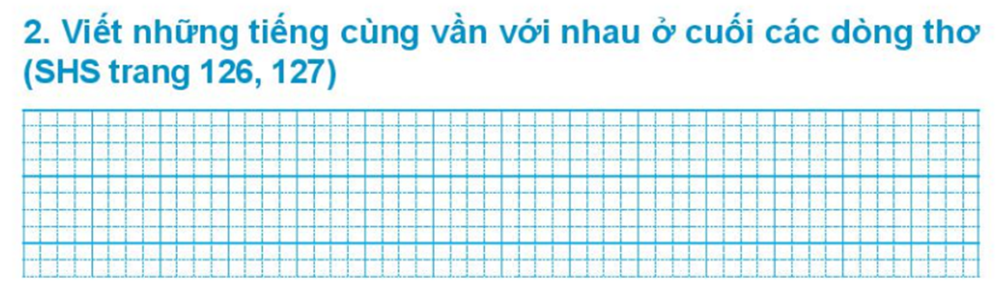 2. Viết những tiếng cùng vần với nhau ở cuối các dòng thơ
(SHS trang 126, 127)